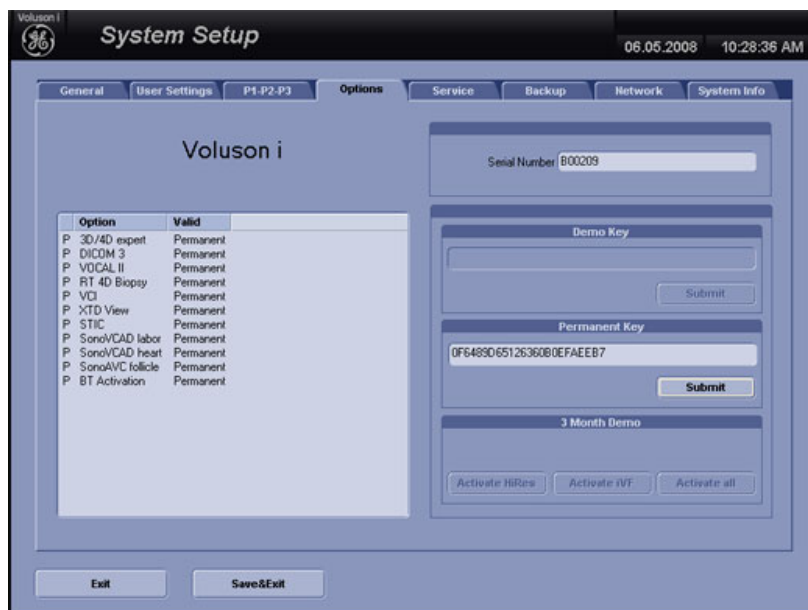 Voluson i
System Setup
06.05.2008 10:28:36 AM
General User Settings P1-P2-P3 Options Service Backup Network System Info
Voluson i
Serial Number B00209
Option Valid
P 3D/4D expert Permanent
P DICOM 3 Permanent
P VOCAL II Permanent
P RT 4D Biopsy Permanent
P VCI Permanent
P XTD View Permanent
P STIC Permanent
P SonoVCAD labor Permanent
P SonoVCAD heart Permanent
P SonoAVC follicle Permanent
P BT Activation Permanent
Demo Key
Submit
Permanent Key
0F6489D65126360B0EFAEEB7
Submit
3 Month Demo
Activate HiRes Activate iVF Activate all
Exit Save&Exit